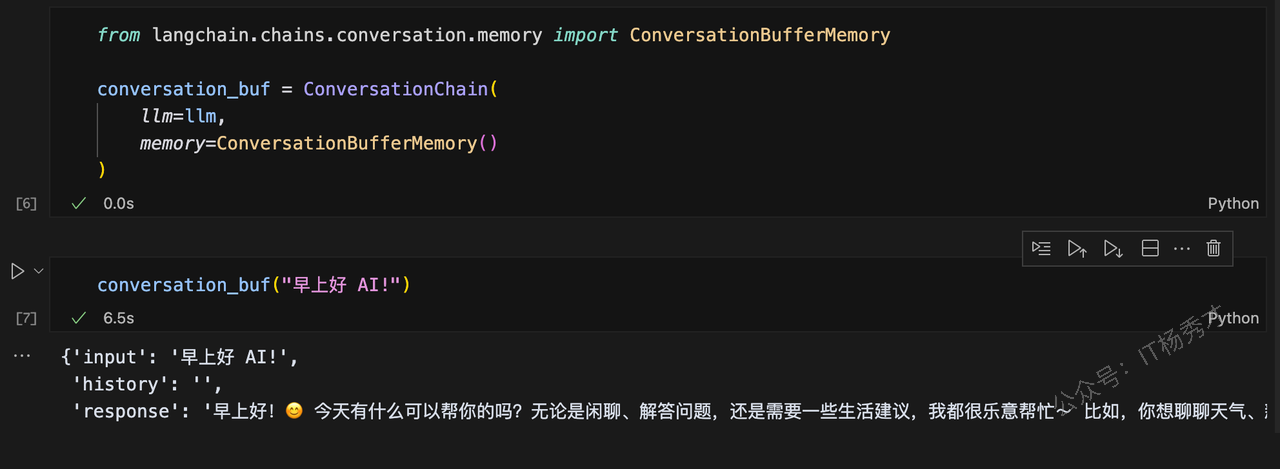 from langchain.chains.conversation.memory import ConversationBufferMemory
conversation_buf = ConversationChain(
llm=llm,
memory=ConversationBufferMemory()
)
[6]
0.0s
Python
conversation_buf("早上好 AI!")
[7]
6.5s
Python
公众号：IT杨秀才
{'input': '早上好 AI!',
'history': '',
'response': '早上好！😊 今天有什么可以帮你的吗？无论是闲聊、解答问题，还是需要一些生活建议，我都很乐意帮忙～ 比如，你想聊聊天气、